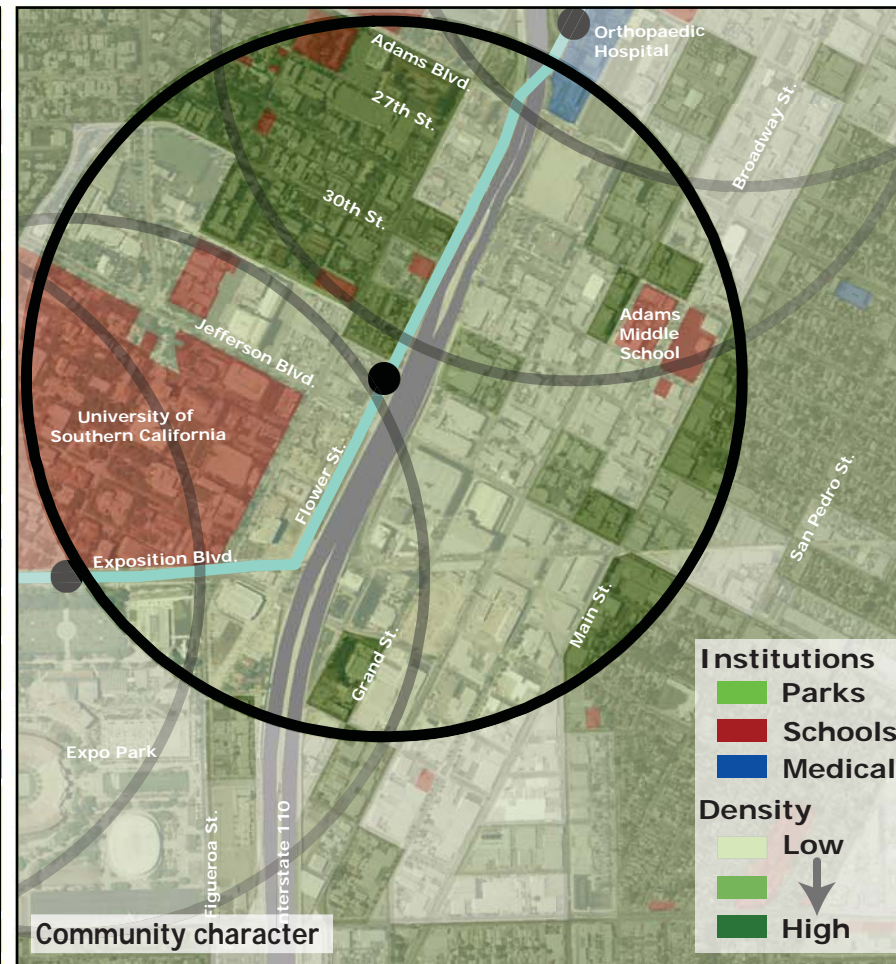 Orthopaedic
Hospital
Adams Blvd.
27th St.
Broadway St.
30th St.
Adams
Middle
School
Jefferson Blvd.
University of
Southern California
Flower St.
San Pedro St.
Exposition Blvd.
Main St.
Grand St.
Expo Park
Figueroa St.
Interstate 110
Institutions
Parks
Schools
Medical
Density
Low
High
Community character